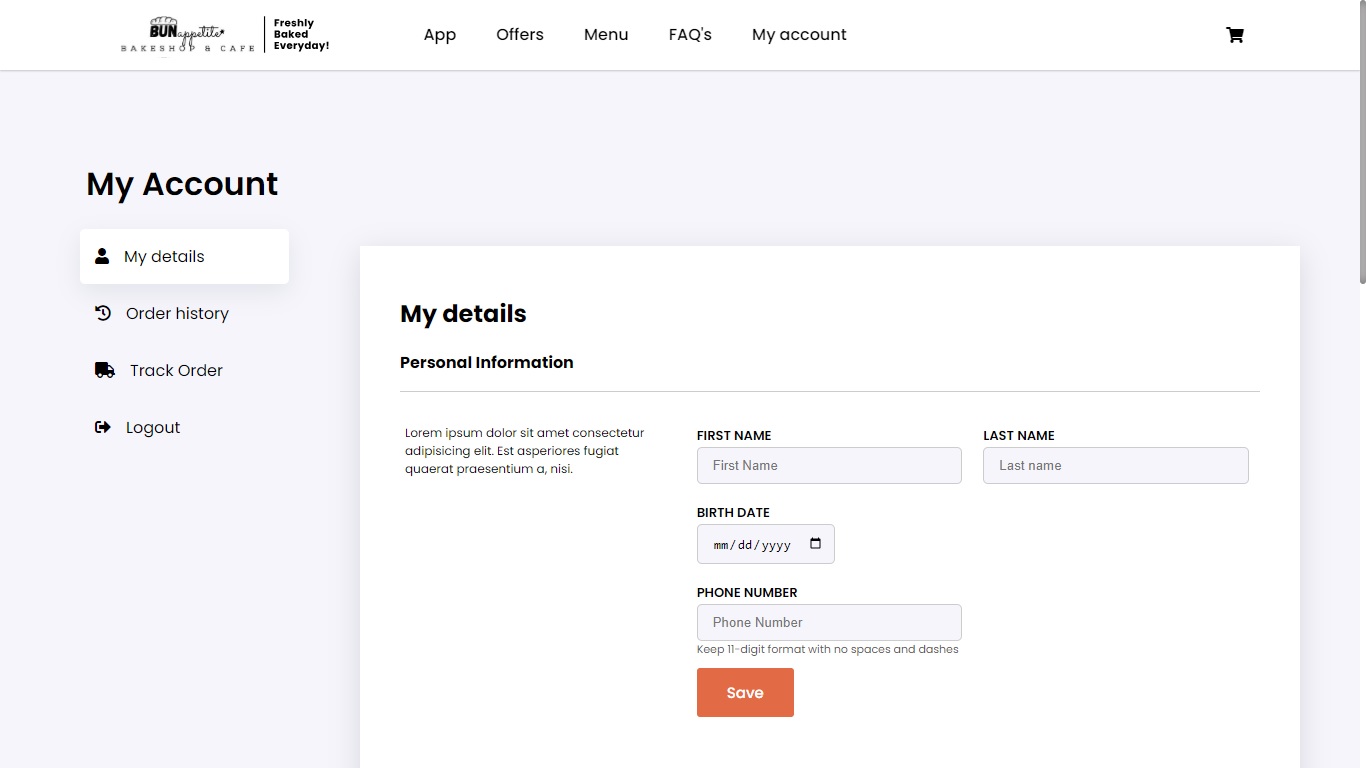 BUNappetite
BAKESHOP & CAFE
Freshly
Baked
Everyday!
App
Offers
Menu
FAQ's
My account
My Account
My details
Order history
Track Order
Logout
My details
Personal Information
Lorem ipsum dolor sit amet consectetur
adipisicing elit. Est asperiores fugiat
quaerat praesentium a, nisi.
FIRST NAME
First Name
LAST NAME
Last name
BIRTH DATE
mm/dd/yyyy
PHONE NUMBER
Phone Number
Keep 11-digit format with no spaces and dashes
Save